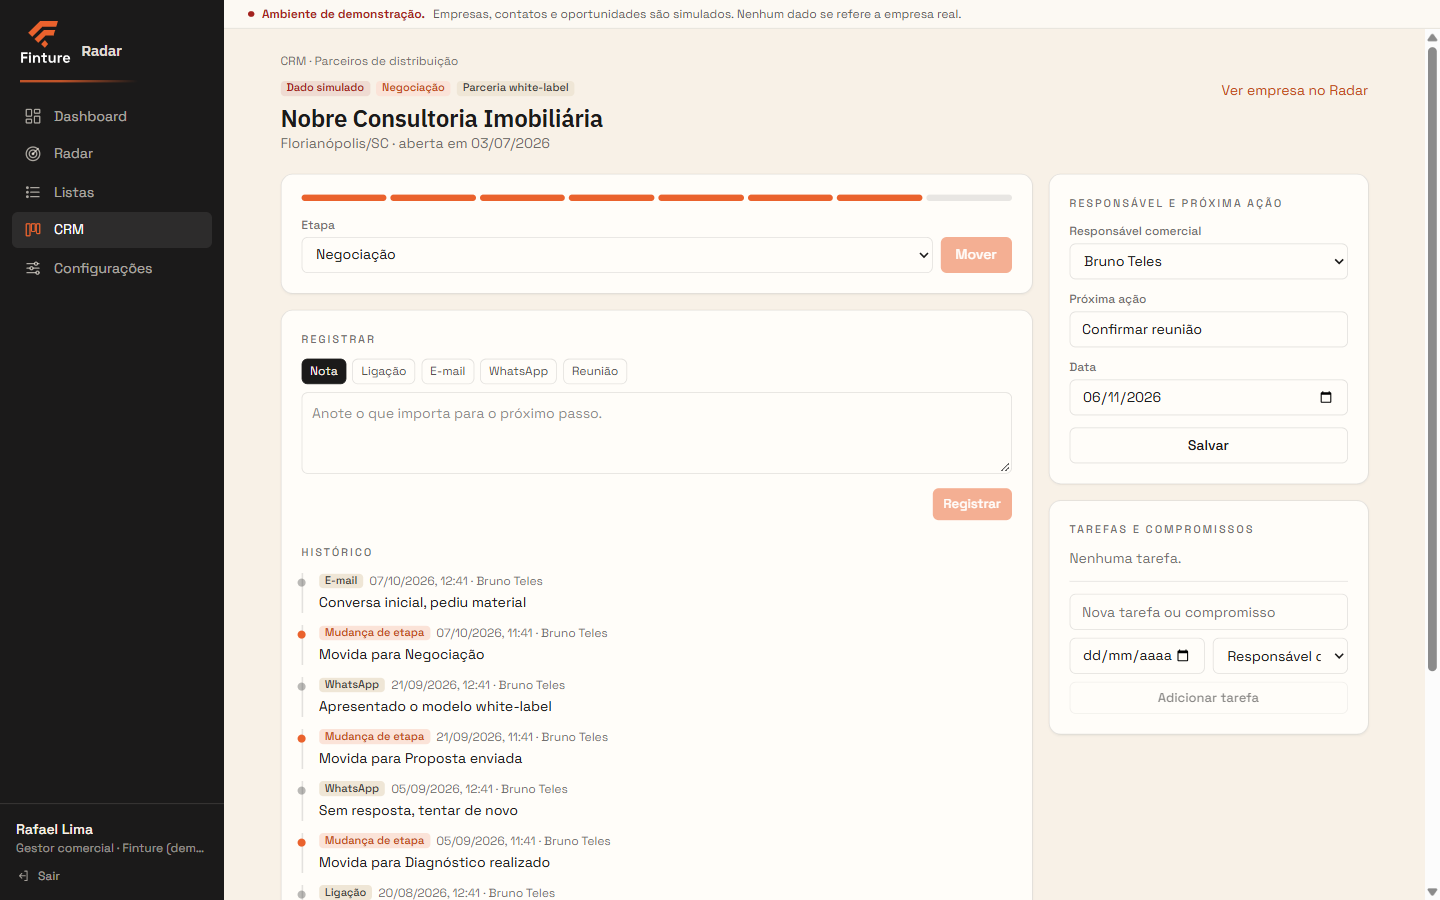 Ambiente de demonstração. Empresas, contatos e oportunidades são simulados. Nenhum dado se refere a empresa real.
Finture Radar
Dashboard
Radar
Listas
CRM
Configurações
Rafael Lima
Gestor comercial · Finture (dem...
Sair
CRM · Parceiros de distribuição
Dado simulado Negociação Parceria white-label
Nobre Consultoria Imobiliária
Florianópolis/SC · aberta em 03/07/2026
Ver empresa no Radar
Etapa
Negociação Mover
REGISTRAR
Nota Ligação E-mail WhatsApp Reunião
Anote o que importa para o próximo passo.
Registrar
HISTÓRICO
E-mail 07/10/2026, 12:41 · Bruno Teles
Conversa inicial, pediu material
Mudança de etapa 07/10/2026, 11:41 · Bruno Teles
Movida para Negociação
WhatsApp 21/09/2026, 12:41 · Bruno Teles
Apresentado o modelo white-label
Mudança de etapa 21/09/2026, 11:41 · Bruno Teles
Movida para Proposta enviada
WhatsApp 05/09/2026, 12:41 · Bruno Teles
Sem resposta, tentar de novo
Mudança de etapa 05/09/2026, 11:41 · Bruno Teles
Movida para Diagnóstico realizado
Ligação 20/08/2026, 12:41 · Bruno Teles
RESPONSÁVEL E PRÓXIMA AÇÃO
Responsável comercial
Bruno Teles
Próxima ação
Confirmar reunião
Data
06/11/2026
Salvar
TAREFAS E COMPROMISSOS
Nenhuma tarefa.
Nova tarefa ou compromisso
dd/mm/aaaa Responsável c
Adicionar tarefa